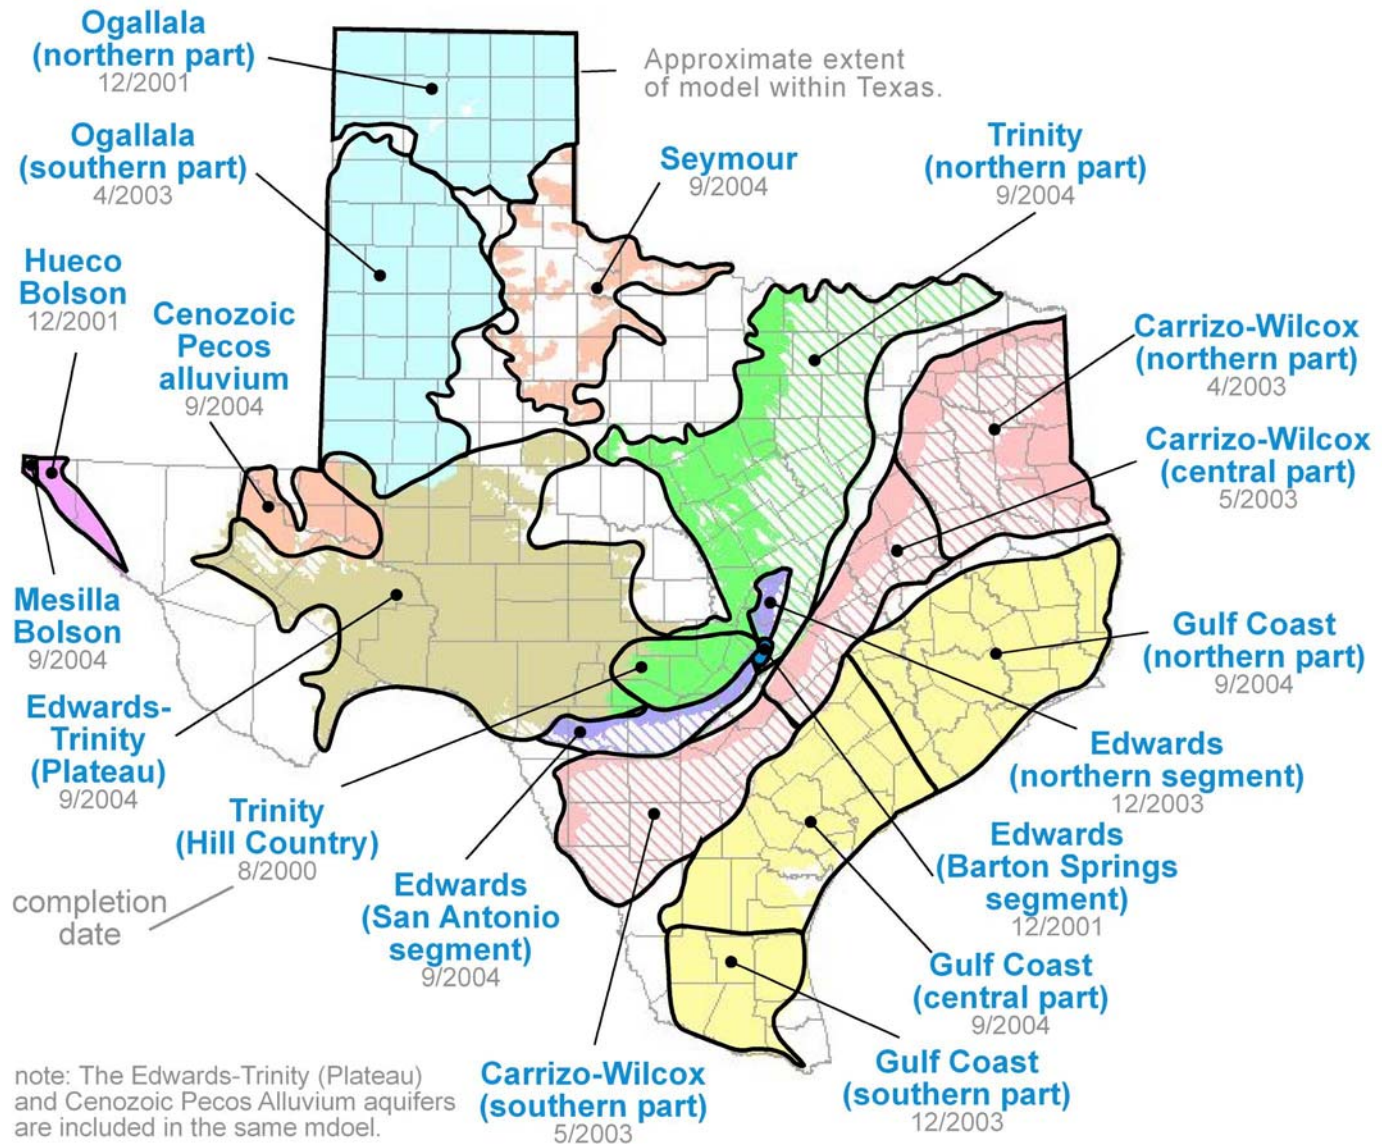 Ogallala
(northern part)
12/2001
Approximate extent
of model within Texas.
Ogallala
(southern part)
4/2003
Seymour
9/2004
Trinity
(northern part)
9/2004
Hueco
Bolson
12/2001
Cenozoic
Pecos
alluvium
9/2004
Carrizo-Wilcox
(northern part)
4/2003
Carrizo-Wilcox
(central part)
5/2003
Mesilla
Bolson
9/2004
Gulf Coast
(northern part)
9/2004
Edwards-
Trinity
(Plateau)
9/2004
Edwards
(northern segment)
12/2003
Trinity
(Hill Country)
8/2000
Edwards
(Barton Springs
segment)
12/2001
completion
date
Edwards
(San Antonio
segment)
9/2004
Gulf Coast
(central part)
9/2004
Carrizo-Wilcox
(southern part)
5/2003
Gulf Coast
(southern part)
12/2003
note: The Edwards-Trinity (Plateau)
and Cenozoic Pecos Alluvium aquifers
are included in the same mdoel.